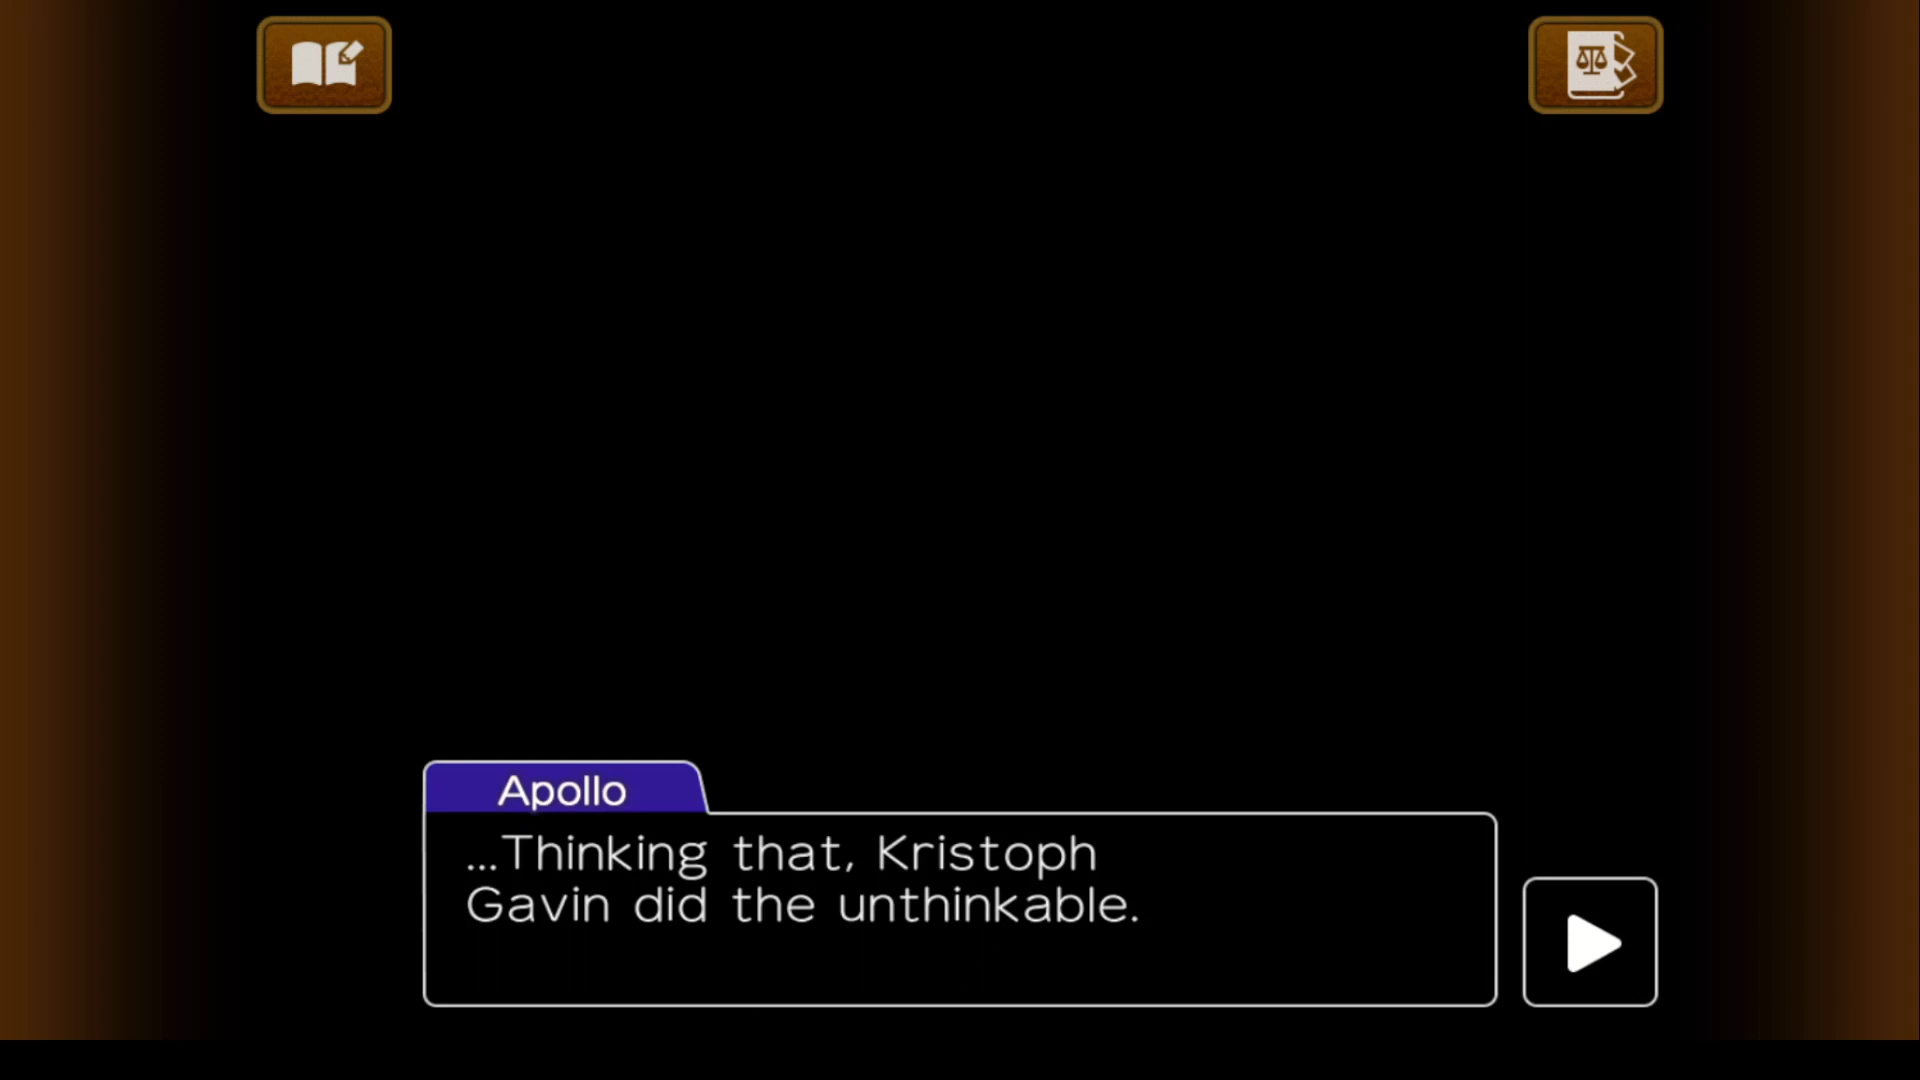 Apollo
...Thinking that, Kristoph
Gavin did the unthinkable.